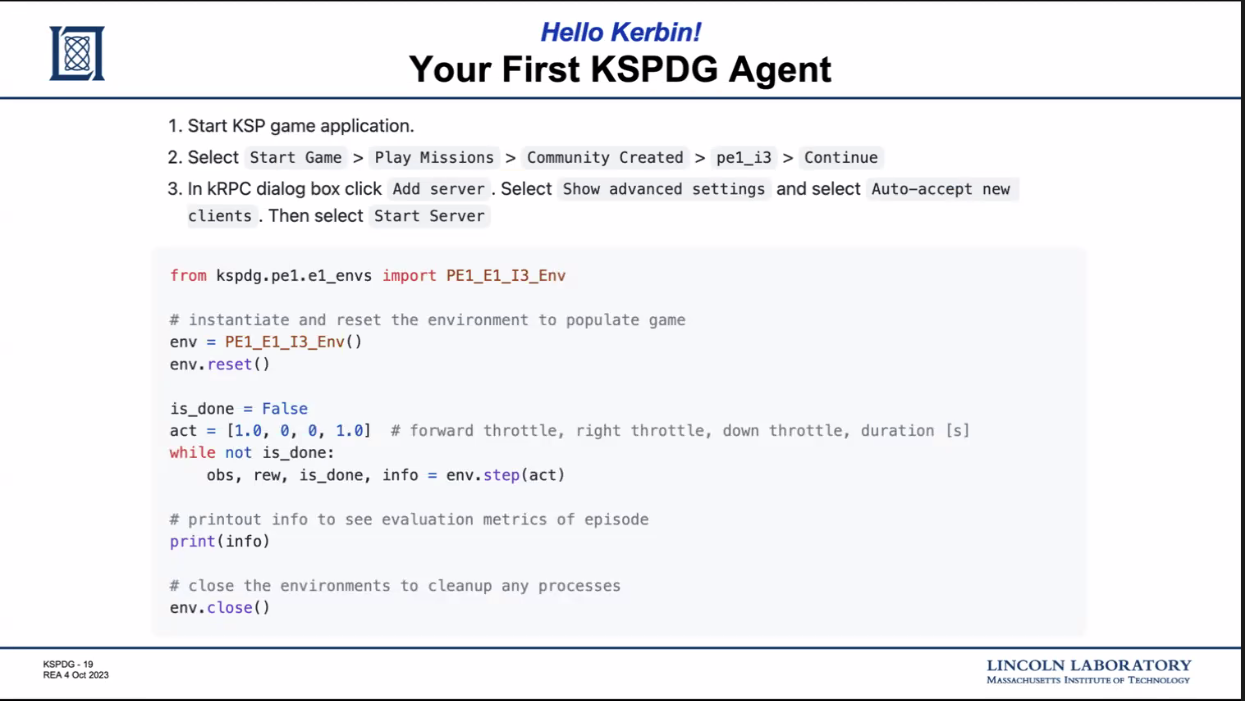 Hello Kerbin!
Your First KSPDG Agent
1. Start KSP game application.
2. Select Start Game > Play Missions > Community Created > pe1_i3 > Continue
3. In kRPC dialog box click Add server . Select Show advanced settings and select Auto-accept new
clients . Then select Start Server
from kspdg.pe1.e1_envs import PE1_E1_I3_Env
# instantiate and reset the environment to populate game
env = PE1_E1_I3_Env()
env.reset()
is_done = False
act = [1.0, 0, 0, 1.0]  # forward throttle, right throttle, down throttle, duration [s]
while not is_done:
    obs, rew, is_done, info = env.step(act)
# printout info to see evaluation metrics of episode
print(info)
# close the environments to cleanup any processes
env.close()
KSPDG - 19
REA 4 Oct 2023
LINCOLN LABORATORY
MASSACHUSETTS INSTITUTE OF TECHNOLOGY